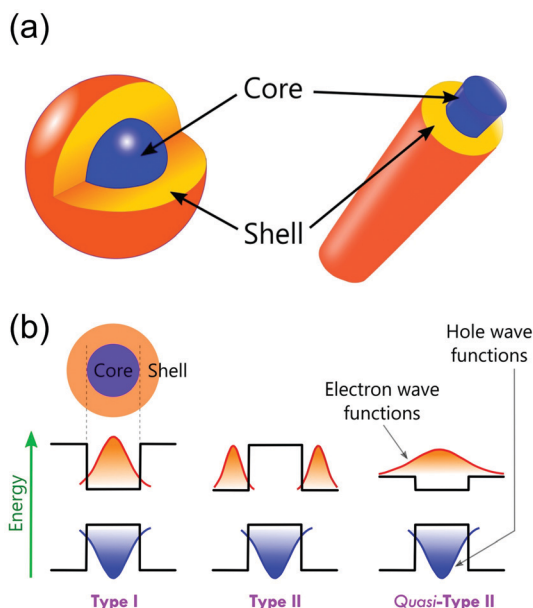 (a)
Core
Shell
(b)
Core Shell
Hole wave
functions
Electron wave
functions
Energy
Type I
Type II
Quasi-Type II